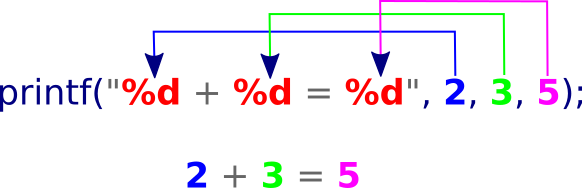 printf("%d + %d = %d", 2, 3, 5);
2 + 3 = 5